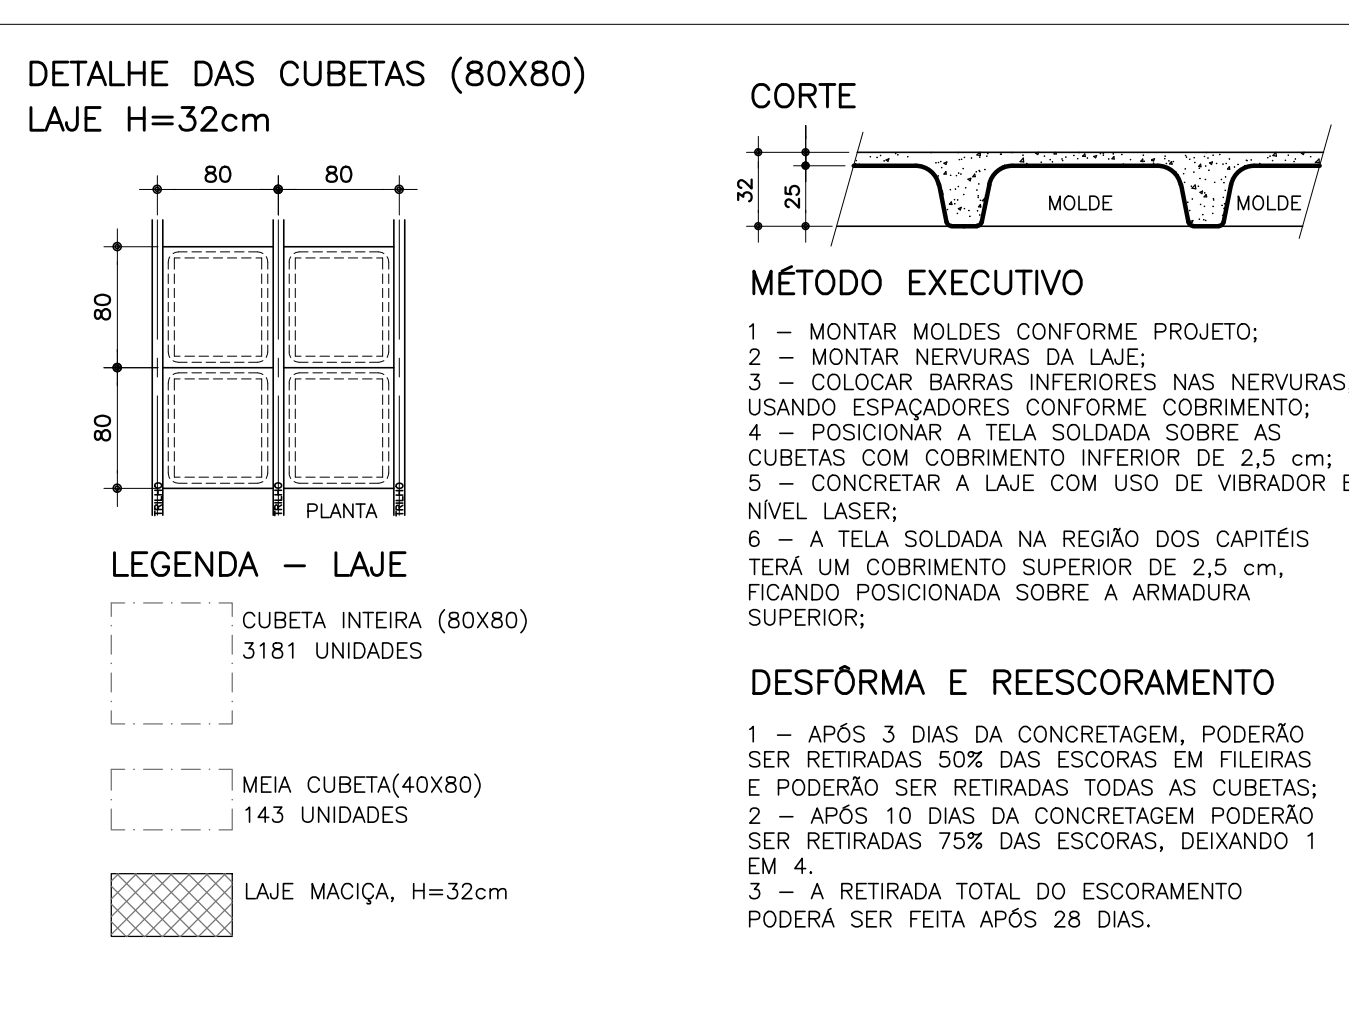 DETALHE DAS CUBETAS (80X80)
LAJE H=32cm
80
80
80
80
TRILHO
TRILHO
TRILHO
PLANTA
LEGENDA – LAJE
CUBETA INTEIRA (80X80)
3181 UNIDADES
MEIA CUBETA(40X80)
143 UNIDADES
LAJE MACIÇA, H=32cm
CORTE
32
25
MOLDE
MOLDE
MÉTODO EXECUTIVO
1 – MONTAR MOLDES CONFORME PROJETO;
2 – MONTAR NERVURAS DA LAJE;
3 – COLOCAR BARRAS INFERIORES NAS NERVURAS,
USANDO ESPAÇADORES CONFORME COBRIMENTO;
4 – POSICIONAR A TELA SOLDADA SOBRE AS
CUBETAS COM COBRIMENTO INFERIOR DE 2,5 cm;
5 – CONCRETAR A LAJE COM USO DE VIBRADOR E
NÍVEL LASER;
6 – A TELA SOLDADA NA REGIÃO DOS CAPITÉIS
TERÁ UM COBRIMENTO SUPERIOR DE 2,5 cm,
FICANDO POSICIONADA SOBRE A ARMADURA
SUPERIOR;
DESFÔRMA E REESCORAMENTO
1 – APÓS 3 DIAS DA CONCRETAGEM, PODERÃO
SER RETIRADAS 50% DAS ESCORAS EM FILEIRAS
E PODERÃO SER RETIRADAS TODAS AS CUBETAS;
2 – APÓS 10 DIAS DA CONCRETAGEM PODERÃO
SER RETIRADAS 75% DAS ESCORAS, DEIXANDO 1
EM 4.
3 – A RETIRADA TOTAL DO ESCORAMENTO
PODERÁ SER FEITA APÓS 28 DIAS.